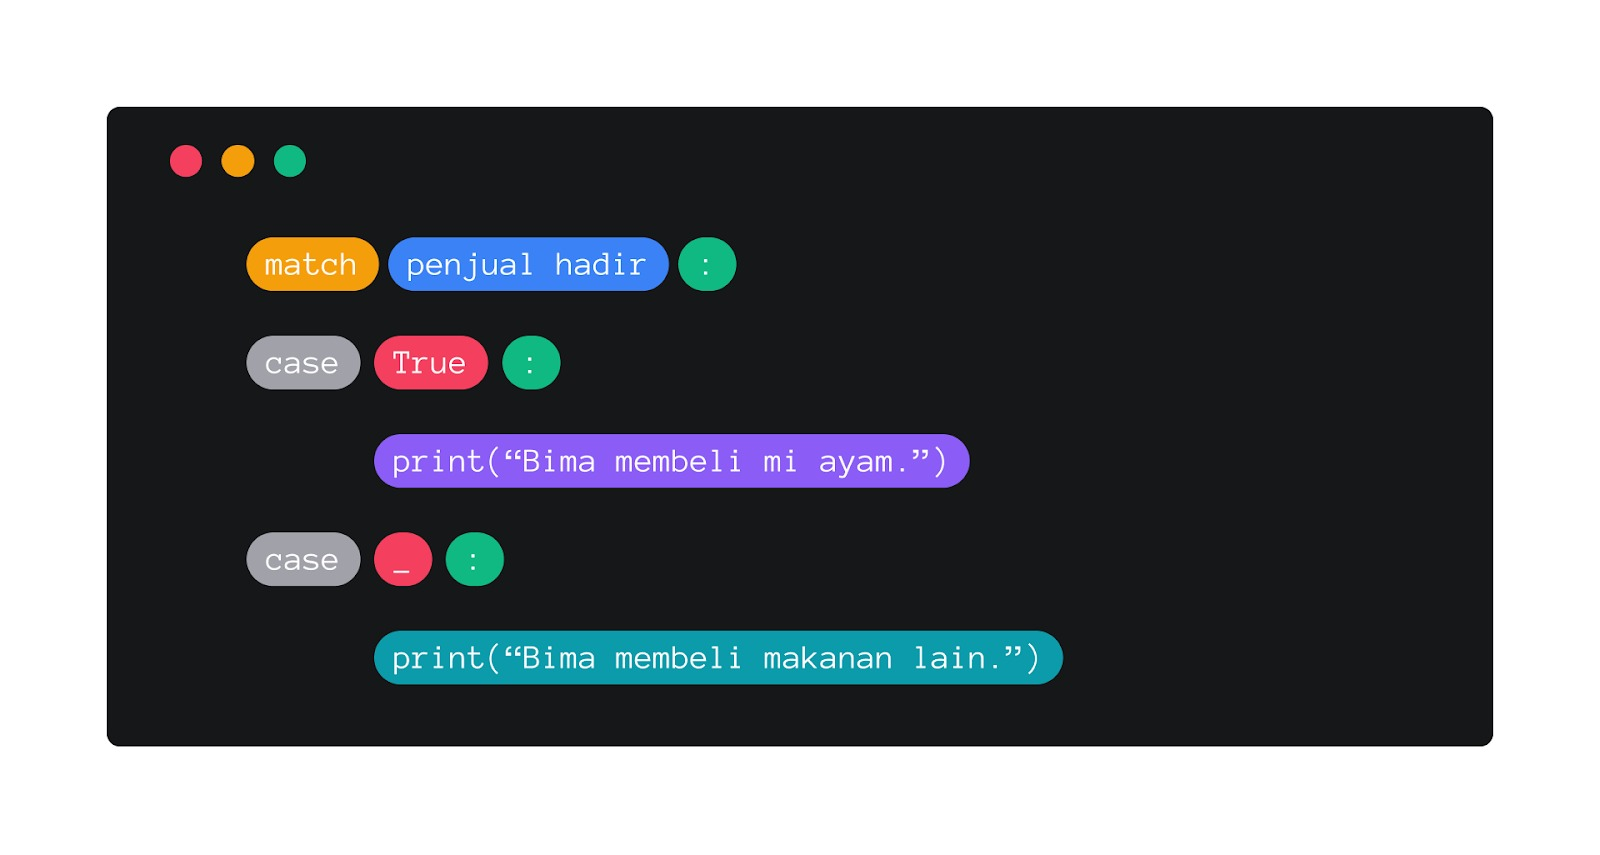 match penjual hadir :
case True :
print(“Bima membeli mi ayam.”)
case _ :
print(“Bima membeli makanan lain.”)